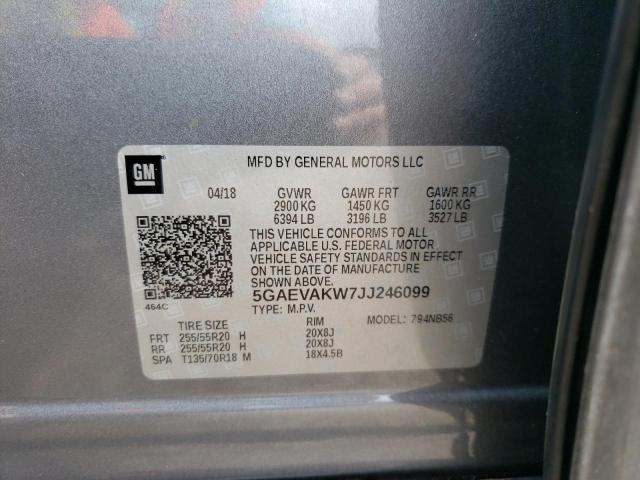 GM
MFD BY GENERAL MOTORS LLC
04/18 GVWR GAWR FRT GAWR RR
2900 KG 1450 KG 1600 KG
6394 LB 3196 LB 3527 LB
THIS VEHICLE CONFORMS TO ALL
APPLICABLE U.S. FEDERAL MOTOR
VEHICLE SAFETY STANDARDS IN EFFECT
ON THE DATE OF MANUFACTURE
SHOWN ABOVE.
464C
5GAEVAKW7JJ246099
TYPE: M.P.V. MODEL: 794NB56
TIRE SIZE RIM
FRT 255/55R20 H 20X8J
RR 255/55R20 H 20X8J
SPA T135/70R18 M 18X4.5B